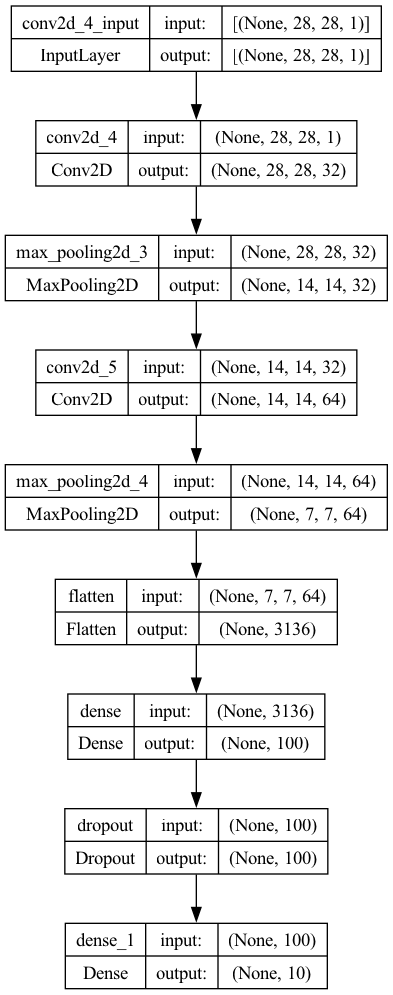 conv2d_4_input input: [(None, 28, 28, 1)]
InputLayer output: [(None, 28, 28, 1)]
conv2d_4 input: (None, 28, 28, 1)
Conv2D output: (None, 28, 28, 32)
max_pooling2d_3 input: (None, 28, 28, 32)
MaxPooling2D output: (None, 14, 14, 32)
conv2d_5 input: (None, 14, 14, 32)
Conv2D output: (None, 14, 14, 64)
max_pooling2d_4 input: (None, 14, 14, 64)
MaxPooling2D output: (None, 7, 7, 64)
flatten input: (None, 7, 7, 64)
Flatten output: (None, 3136)
dense input: (None, 3136)
Dense output: (None, 100)
dropout input: (None, 100)
Dropout output: (None, 100)
dense_1 input: (None, 100)
Dense output: (None, 10)